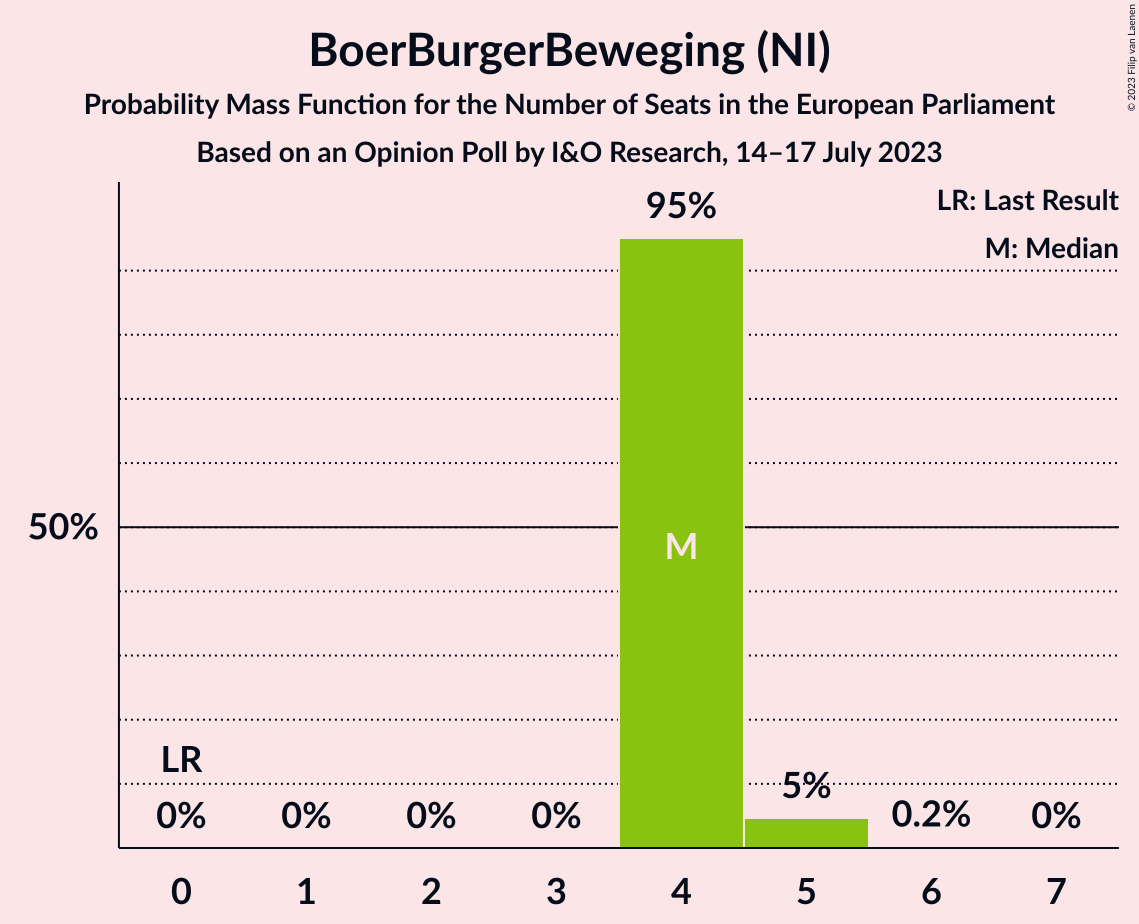 BoerBurgerBeweging (NI)
Probability Mass Function for the Number of Seats in the European Parliament
Based on an Opinion Poll by I&O Research, 14–17 July 2023
© 2023 Filip van Laenen
LR: Last Result
M: Median
95%
50%
M
LR
0%
0%
0%
0%
5%
0.2%
0%
0
1
2
3
4
5
6
7